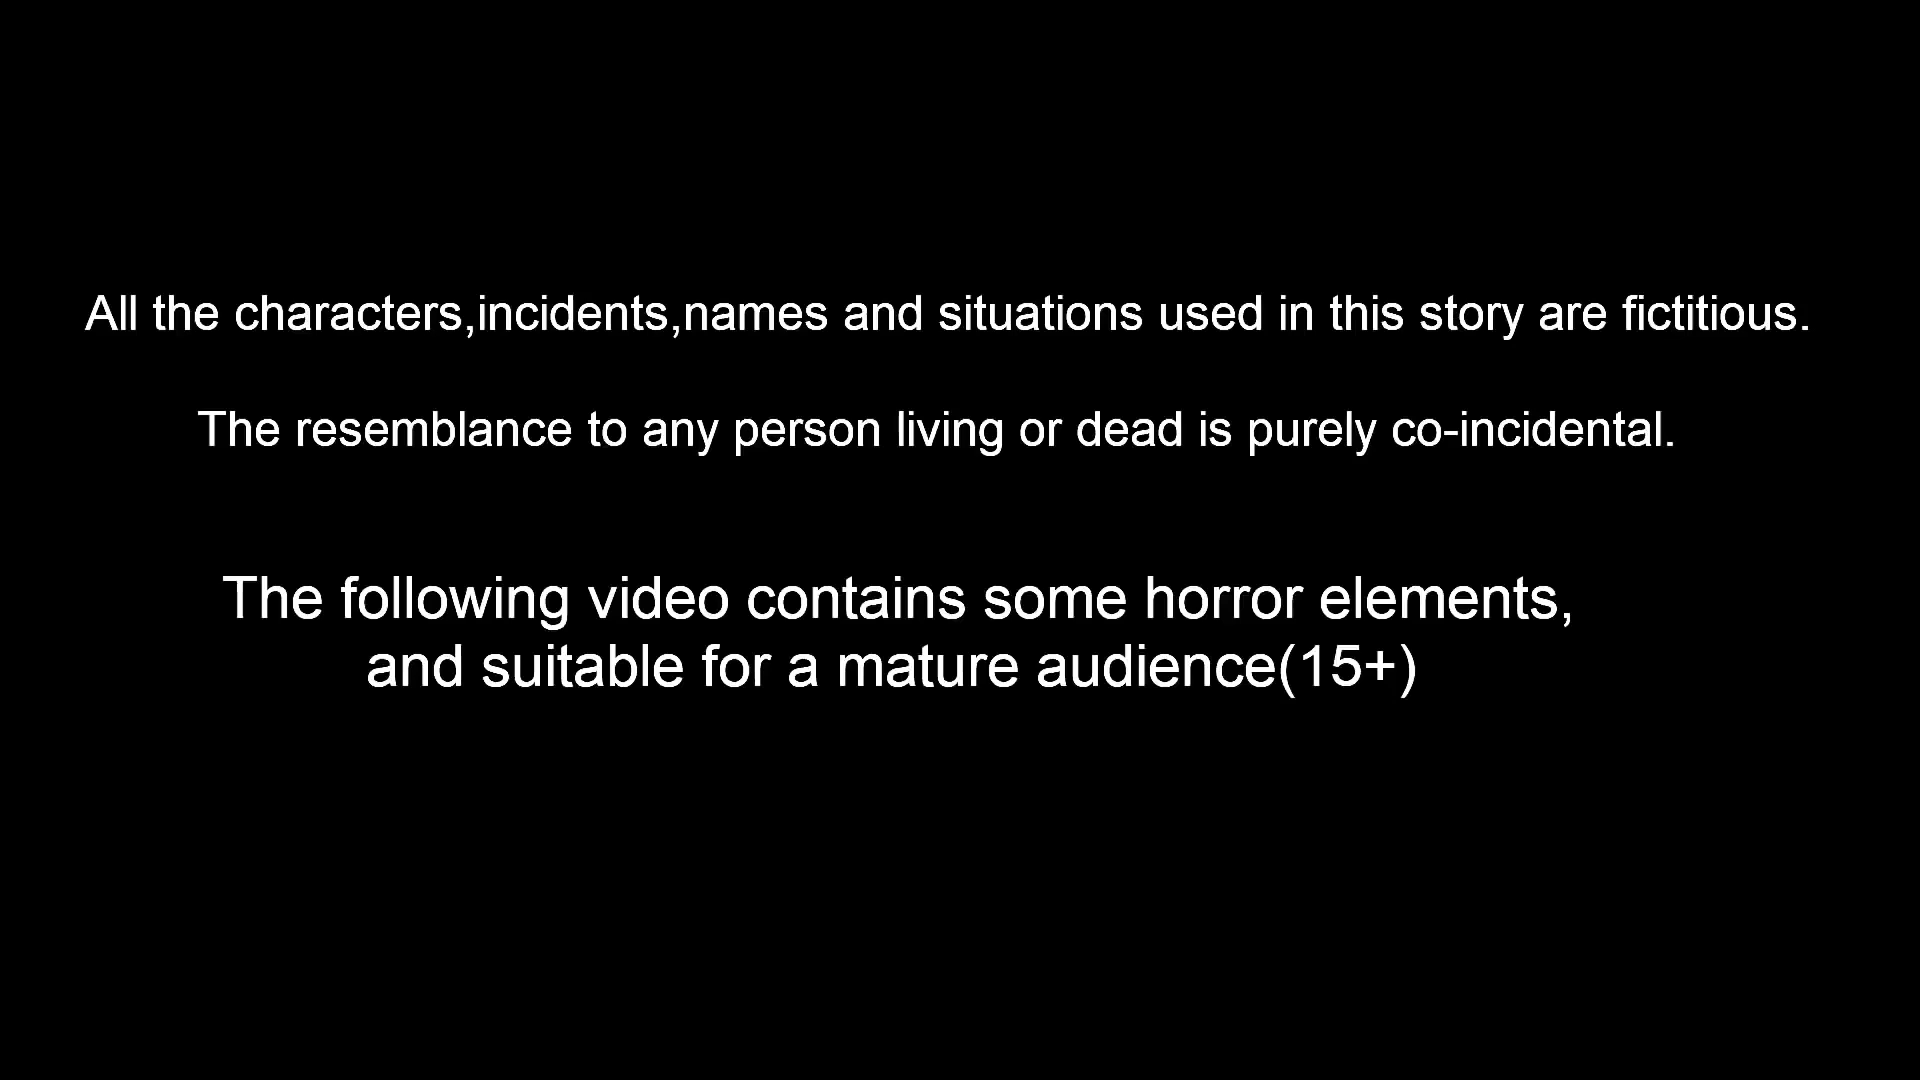 All the characters,incidents,names and situations used in this story are fictitious.
The resemblance to any person living or dead is purely co-incidental.
The following video contains some horror elements,
and suitable for a mature audience(15+)